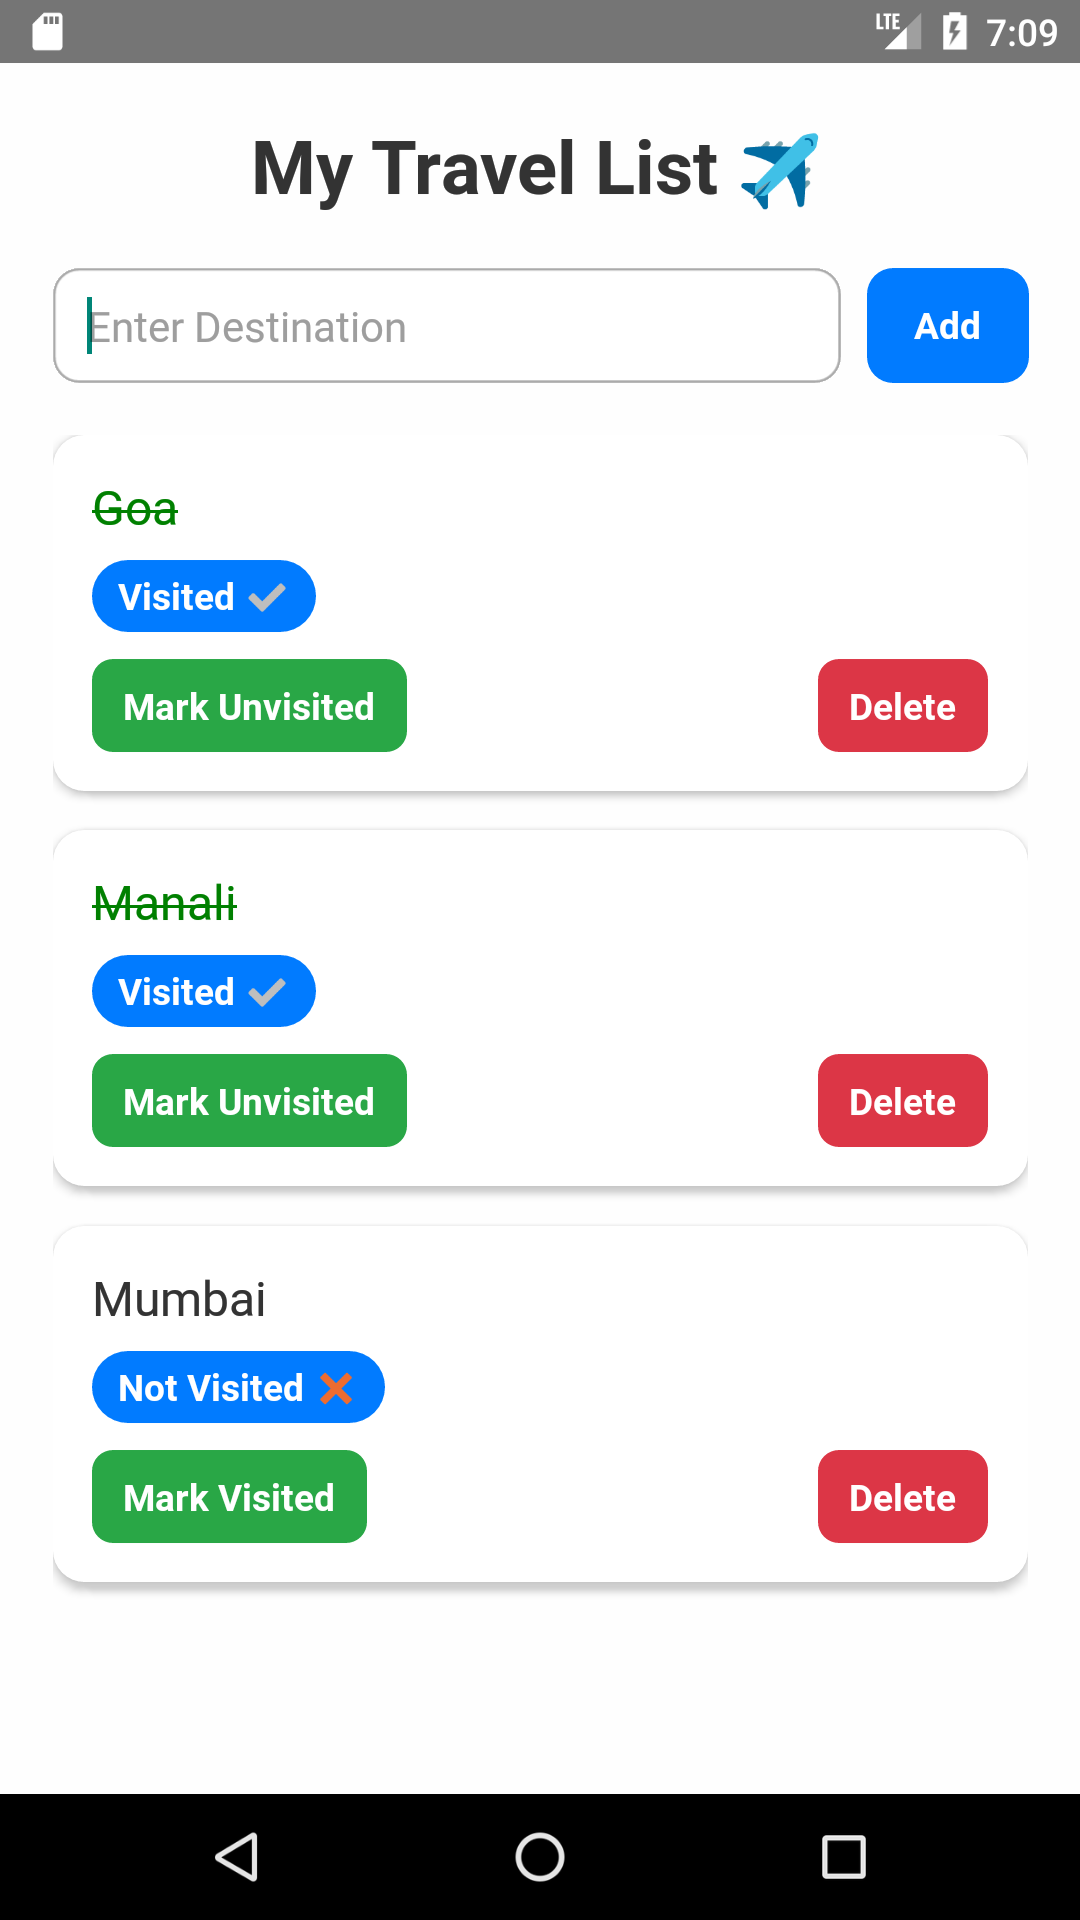 LTE 7:09
My Travel List ✈️
Enter Destination
Add
Goa
Visited ✔
Mark Unvisited
Delete
Manali
Visited ✔
Mark Unvisited
Delete
Mumbai
Not Visited ❌
Mark Visited
Delete